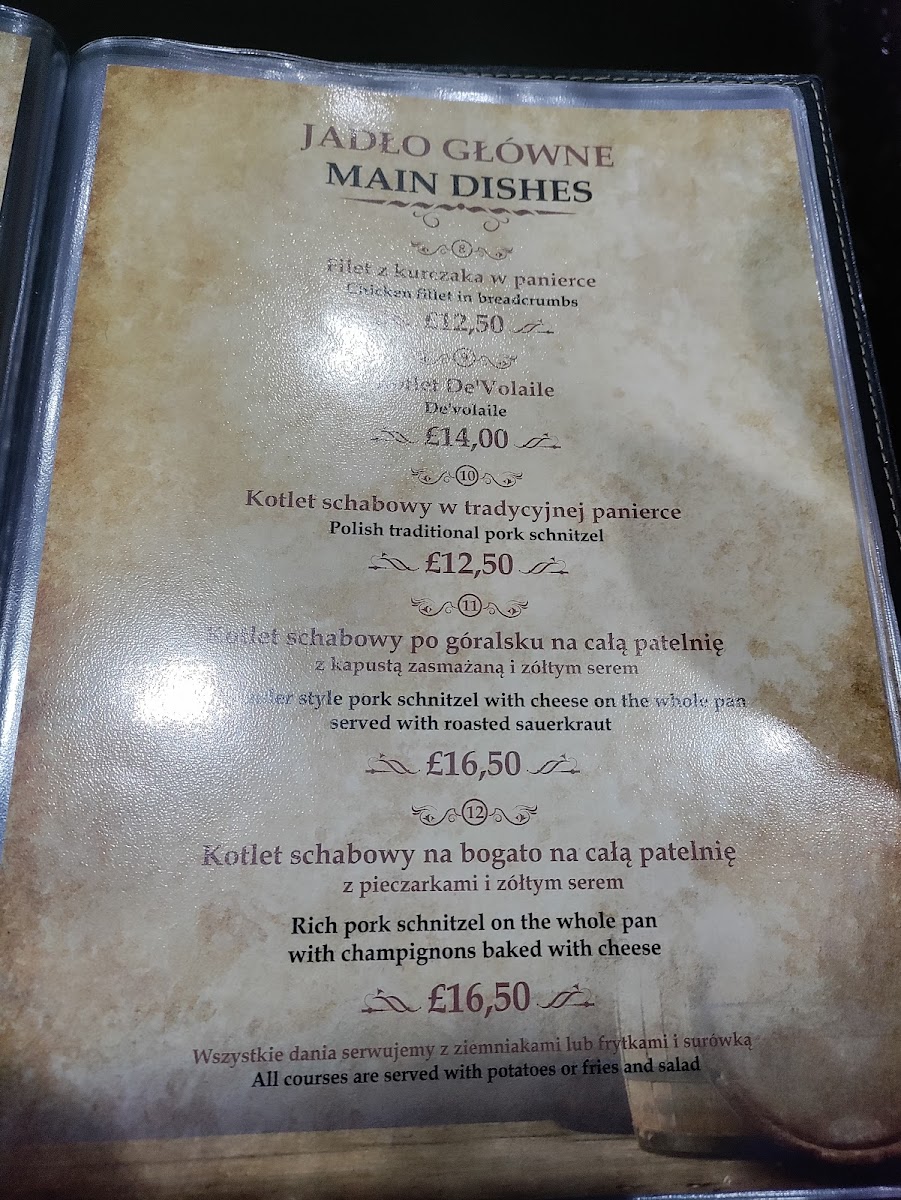 JADŁO GŁÓWNE
MAIN DISHES
8
Filet z kurczaka w panierce
Chicken fillet in breadcrumbs
£12,50
9
Kotlet De'Volaile
De'volaile
£14,00
10
Kotlet schabowy w tradycyjnej panierce
Polish traditional pork schnitzel
£12,50
11
Kotlet schabowy po góralsku na całą patelnię
z kapustą zasmażaną i zółtym serem
style pork schnitzel with cheese on the whole pan
served with roasted sauerkraut
£16,50
12
Kotlet schabowy na bogato na całą patelnię
z pieczarkami i zółtym serem
Rich pork schnitzel on the whole pan
with champignons baked with cheese
£16,50
Wszystkie dania serwujemy z ziemniakami lub frytkami i surówką
All courses are served with potatoes or fries and salad